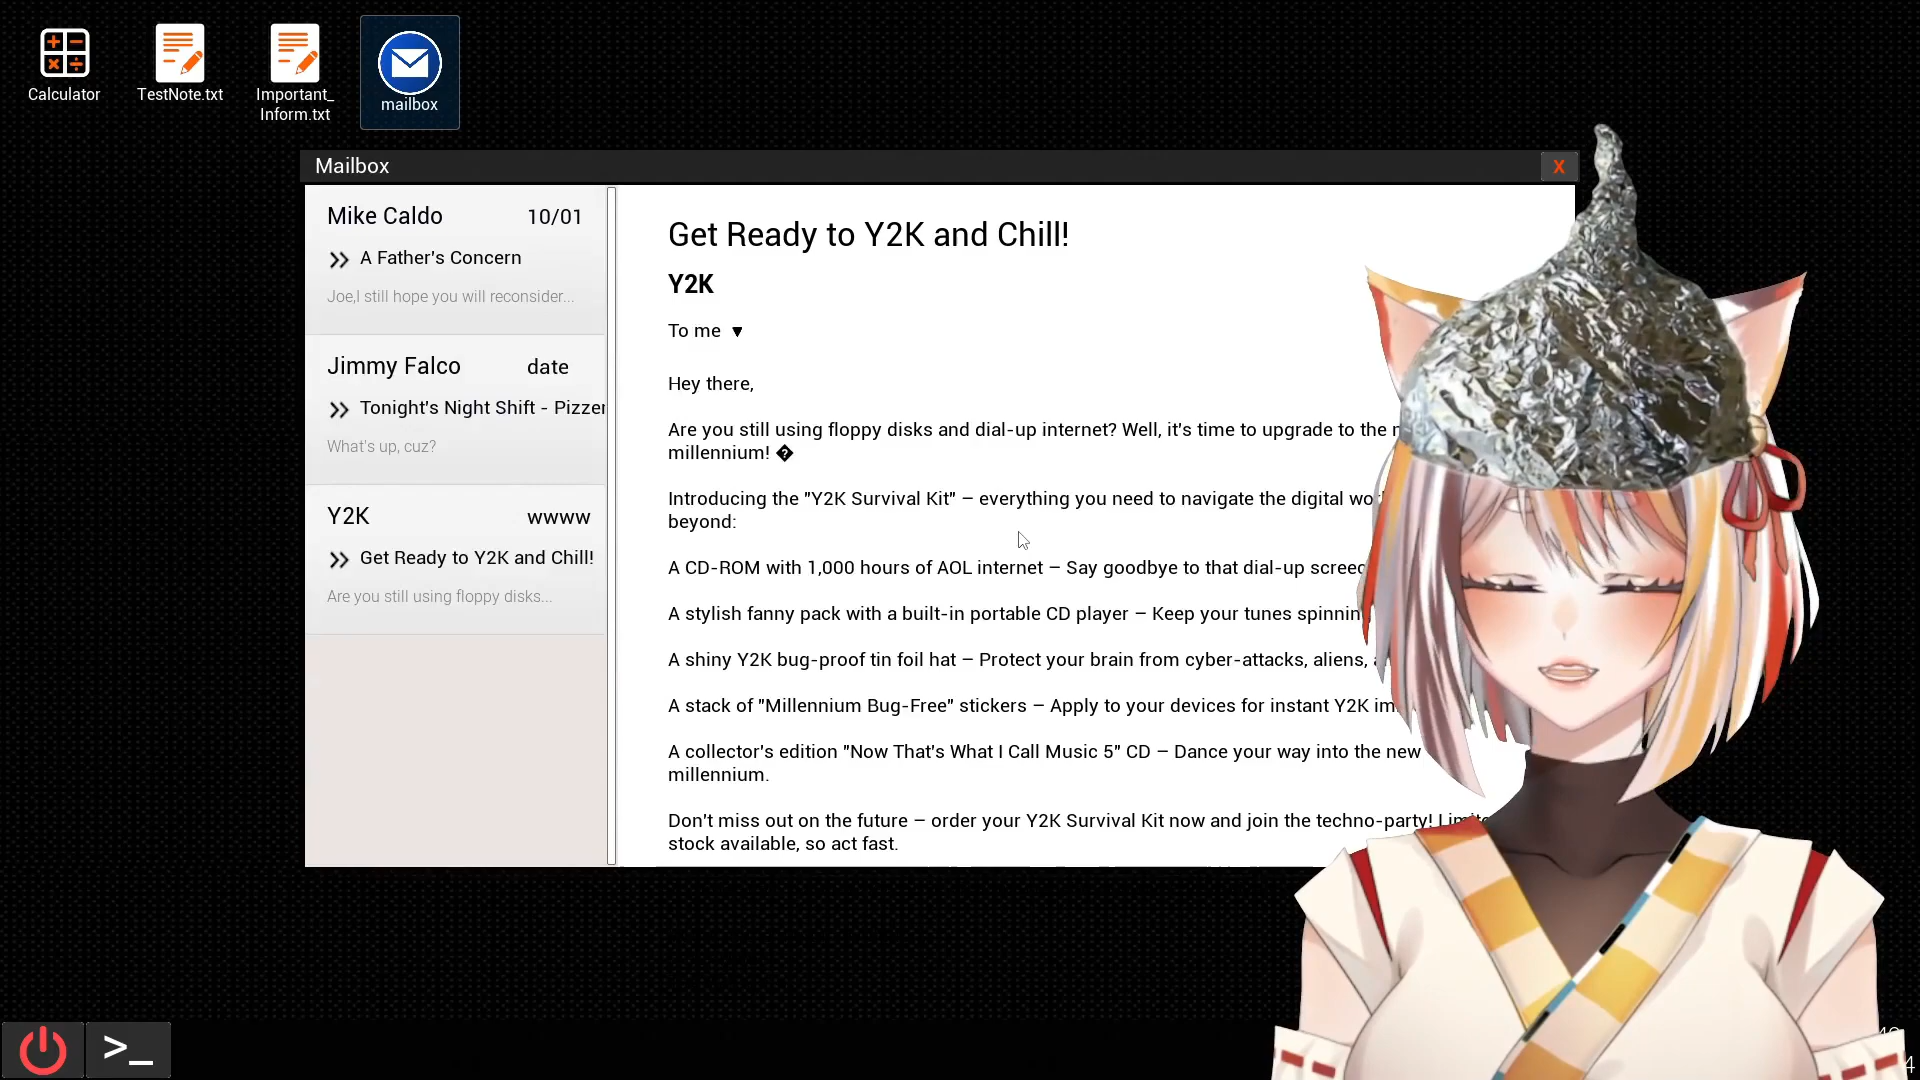 Calculator
TestNote.txt
Important_
Inform.txt
mailbox
Mailbox
X
Mike Caldo 10/01
A Father's Concern
Joe,I still hope you will reconsider...
Jimmy Falco date
Tonight's Night Shift - Pizzer
What's up, cuz?
Y2K wwww
Get Ready to Y2K and Chill!
Are you still using floppy disks...
Get Ready to Y2K and Chill!
Y2K
To me
Hey there,
Are you still using floppy disks and dial-up internet? Well, it's time to upgrade to the
millennium! �
Introducing the "Y2K Survival Kit" – everything you need to navigate the digital
beyond:
A CD-ROM with 1,000 hours of AOL internet – Say goodbye to that dial-up
A stylish fanny pack with a built-in portable CD player – Keep your tunes spinning
A shiny Y2K bug-proof tin foil hat – Protect your brain from cyber-attacks, aliens,
A stack of "Millennium Bug-Free" stickers – Apply to your devices for instant Y2K
A collector's edition "Now That's What I Call Music 5" CD – Dance your way into the new
millennium.
Don't miss out on the future – order your Y2K Survival Kit now and join the techno-party! Limited
stock available, so act fast.
>_